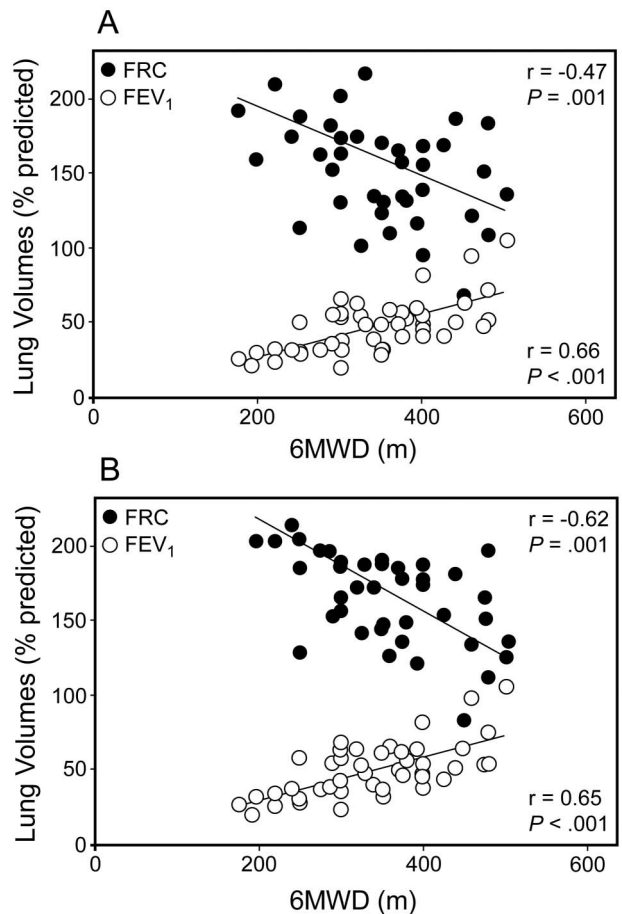 A
FRC
FEV₁
r = -0.47
P = .001
200
150
100
50
0
Lung Volumes (% predicted)
r = 0.66
P < .001
0 200 400 600
6MWD (m)
B
FRC
FEV₁
r = -0.62
P = .001
200
150
100
50
0
Lung Volumes (% predicted)
r = 0.65
P < .001
0 200 400 600
6MWD (m)